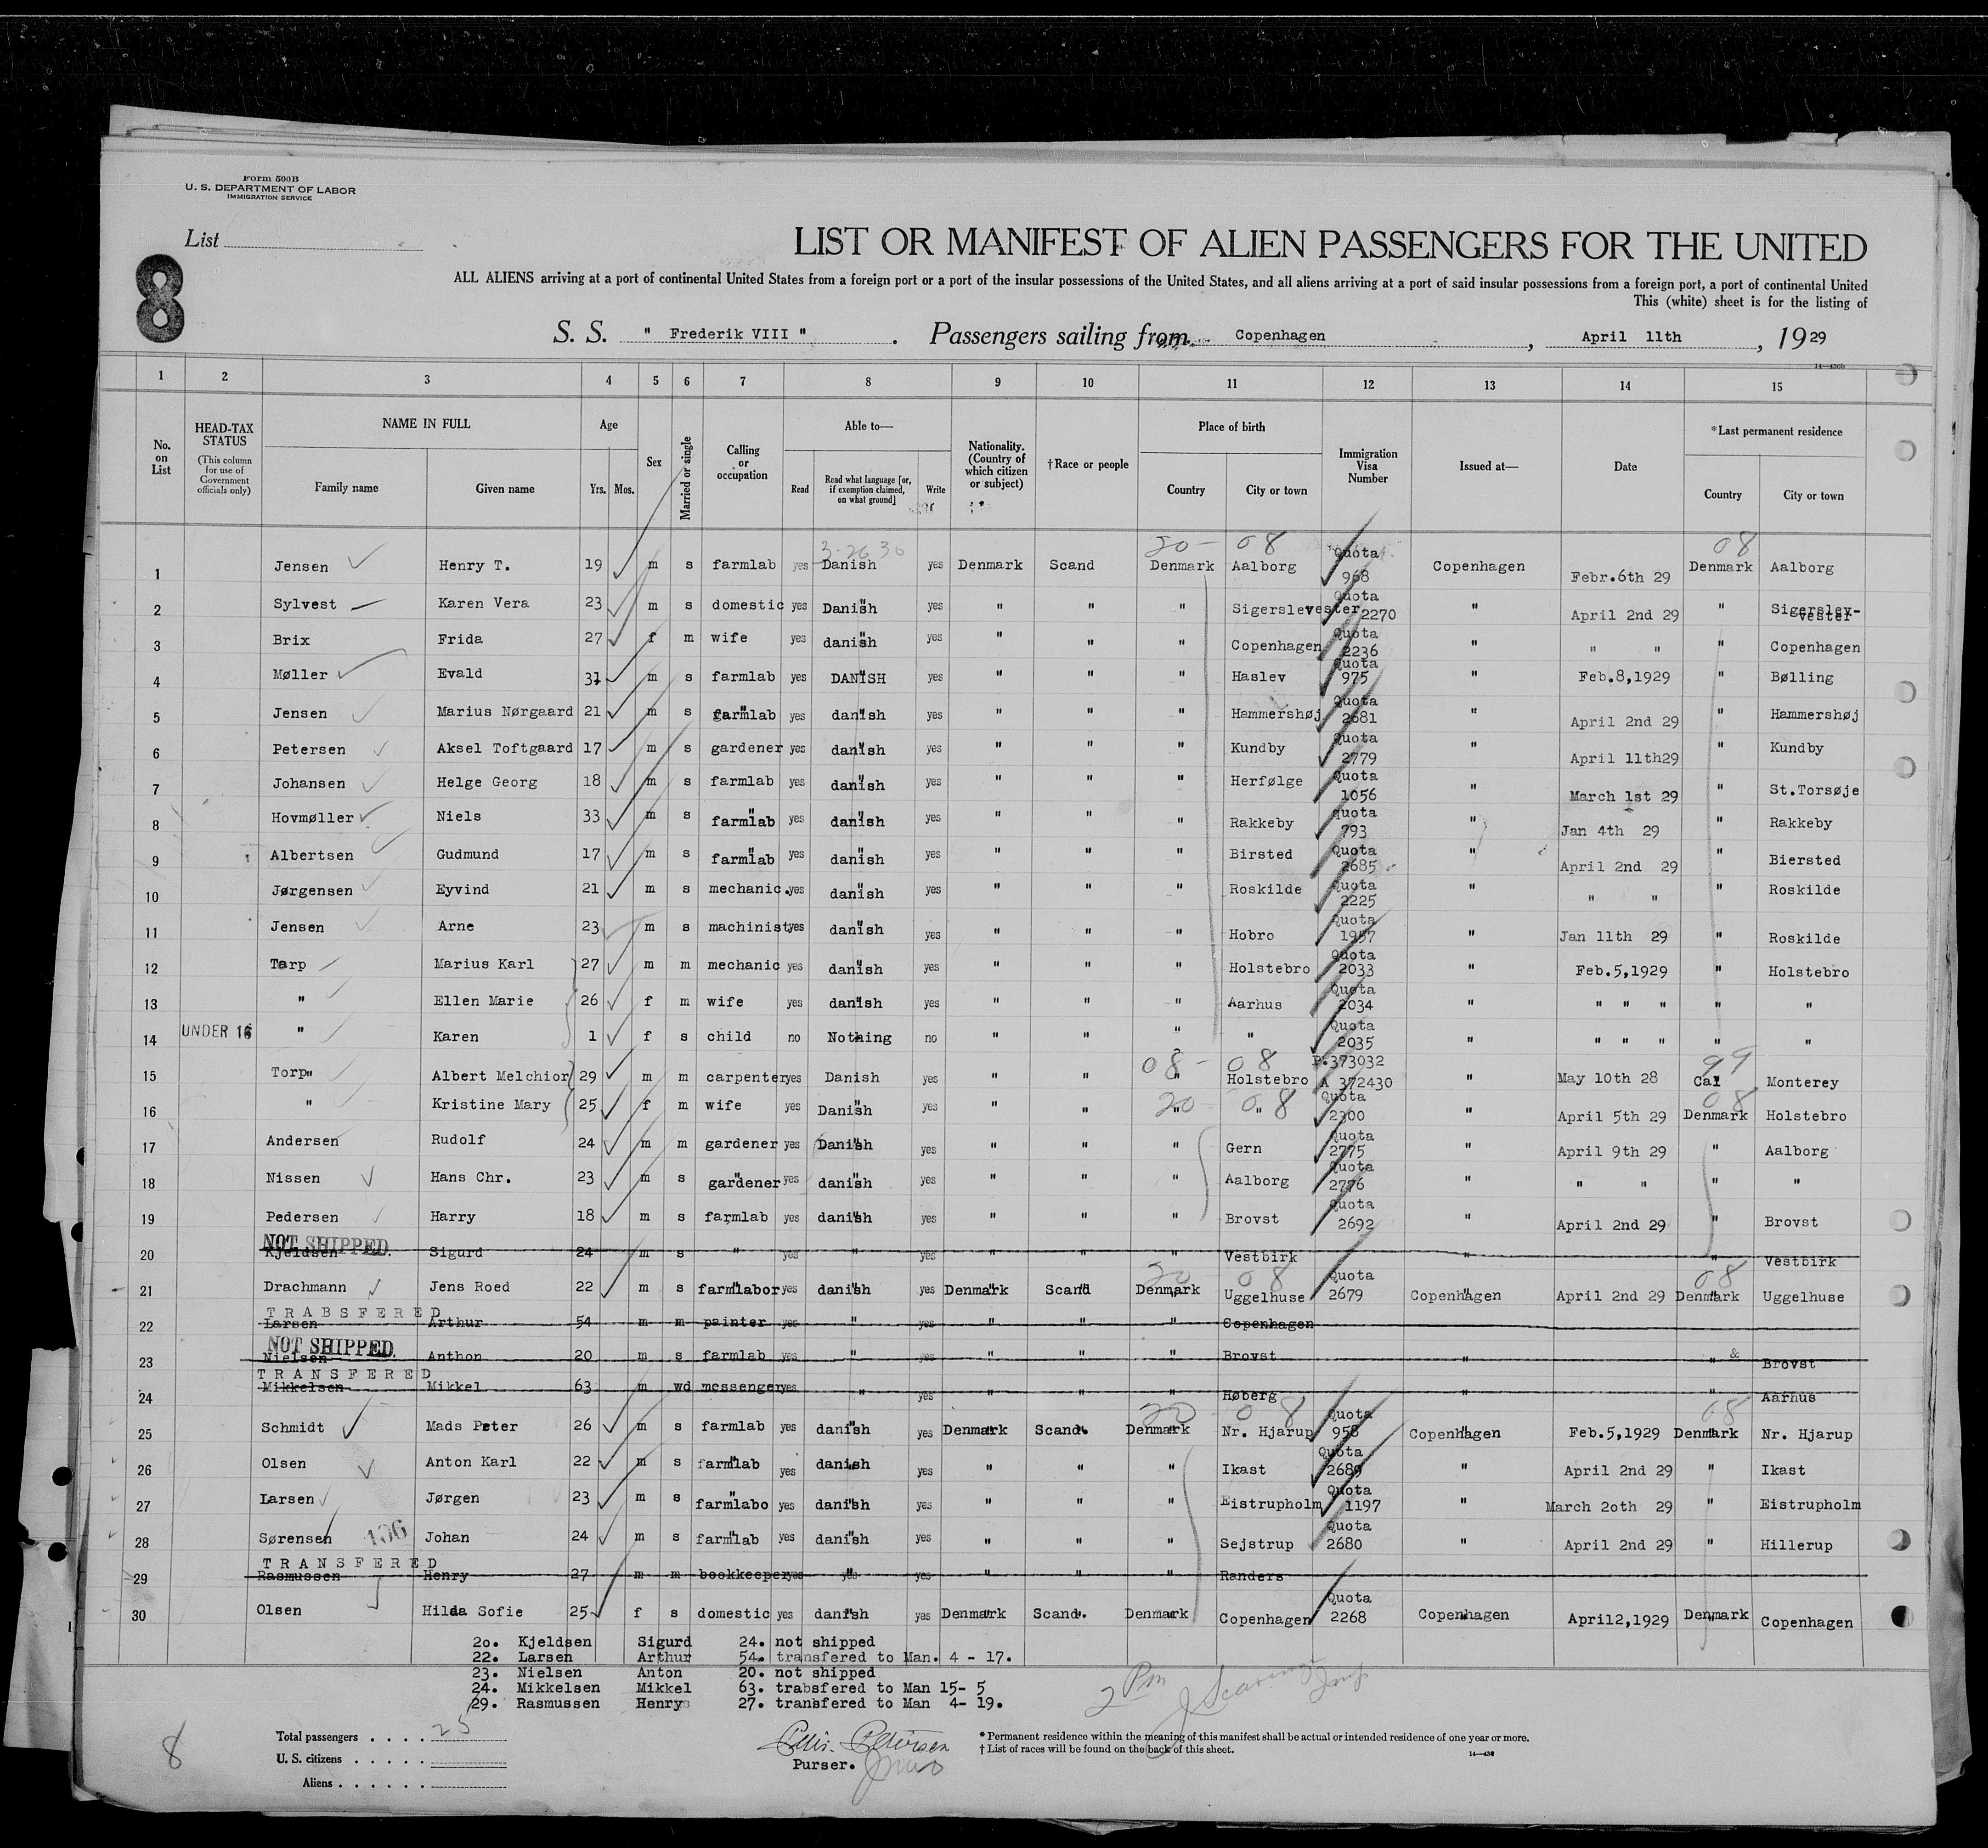 Form 500B
U. S. DEPARTMENT OF LABOR
IMMIGRATION SERVICE
List
8
LIST OR MANIFEST OF ALIEN PASSENGERS FOR THE UNITED
ALL ALIENS arriving at a port of continental United States from a foreign port or a port of the insular possessions of the United States, and all aliens arriving at a port of said insular possessions from a foreign port, a port of continental United
This (white) sheet is for the listing of
S. S. " Frederik VIII " . Passengers sailing from Copenhagen , April 11th , 1929
14—430b
1 2 3 4 5 6 7 8 9 10 11 12 13 14 15
No. on List
HEAD-TAX STATUS (This column for use of Government officials only)
NAME IN FULL Family name Given name
Age Yrs. Mos.
Sex
Married or single
Calling or occupation
Able to— Read Read what language [or, if exemption claimed, on what ground] Write
Nationality. (Country of which citizen or subject)
†Race or people
Place of birth Country City or town
Immigration Visa Number
Issued at—
Date
*Last permanent residence Country City or town
3-26 30 20 - 08 08
1 Jensen Henry T. 19 m s farmlab yes Danish yes Denmark Scand Denmark Aalborg Quota 968 Copenhagen Febr.6th 29 Denmark Aalborg
2 Sylvest Karen Vera 23 m s domestic yes Danish yes " " " Sigerslevester Quota 2270 " April 2nd 29 " Sigerslev-vester
3 Brix Frida 27 f m wife yes danish yes " " " Copenhagen Quota 2236 " " " " Copenhagen
4 Møller Evald 31 m s farmlab yes DANISH yes " " " Haslev Quota 975 " Feb.8,1929 " Bølling
5 Jensen Marius Nørgaard 21 m s farmlab yes danish yes " " " Hammershøj Quota 2681 " April 2nd 29 " Hammershøj
6 Petersen Aksel Toftgaard 17 m s gardener yes danish yes " " " Kundby Quota 2779 " April 11th29 " Kundby
7 Johansen Helge Georg 18 m s farmlab yes danish yes " " " Herfølge Quota 1056 " March 1st 29 " St.Torsøje
8 Hovmøller Niels 33 m s farmlab yes danish yes " " " Rakkeby Quota 793 " Jan 4th 29 " Rakkeby
9 Albertsen Gudmund 17 m s farmlab yes danish yes " " " Birsted Quota 2685 " April 2nd 29 " Biersted
10 Jørgensen Eyvind 21 m s mechanic. yes danish yes " " " Roskilde Quota 2225 " " " " Roskilde
11 Jensen Arne 23 m s machinist yes danish yes " " " Hobro Quota 1957 " Jan 11th 29 " Roskilde
12 Tarp Marius Karl 27 m m mechanic yes danish yes " " " Holstebro Quota 2033 " Feb.5,1929 " Holstebro
13 " Ellen Marie 26 f m wife yes danish yes " " " Aarhus Quota 2034 " " " " " "
14 UNDER 16 " Karen 1 f s child no Nothing no " " " " Quota 2035 " " " " " "
08 - 08 99
15 Torp" Albert Melchior 29 m m carpenter yes Danish yes " " " Holstebro P.373032 A 372430 " May 10th 28 Cal Monterey
20 08 08
16 " Kristine Mary 25 f m wife yes Danish yes " " " " Quota 2300 " April 5th 29 Denmark Holstebro
17 Andersen Rudolf 24 m m gardener yes Danish yes " " " Gern Quota 2775 " April 9th 29 " Aalborg
18 Nissen Hans Chr. 23 m s gardener yes danish yes " " " Aalborg Quota 2776 " " " " "
19 Pedersen Harry 18 m s farmlab yes danish yes " " " Brovst Quota 2692 " April 2nd 29 " Brovst
NOT SHIPPED.
20 Kjeldsen Sigurd 24 m s " yes " yes " " " Vestbirk " " Vestbirk
20 08 08
21 Drachmann Jens Roed 22 m s farmlabor yes danish yes Denmark Scand Denmark Uggelhuse Quota 2679 Copenhagen April 2nd 29 Denmark Uggelhuse
TRABSFERED
22 Larsen Arthur 54 m m painter yes " yes " " " Copenhagen
NOT SHIPPED.
23 Nielsen Anthon 20 m s farmlab yes " yes " " " Brovst " " & Brovst
TRANSFERED
24 Mikkelsen Mikkel 63 m wd messenger yes " yes " " " Høberg " " Aarhus
20 08 08
25 Schmidt Mads Peter 26 m s farmlab yes danish yes Denmark Scand. Denmark Nr. Hjarup Quota 958 Copenhagen Feb.5,1929 Denmark Nr. Hjarup
26 Olsen Anton Karl 22 m s farmlab yes danish yes " " " Ikast Quota 2689 " April 2nd 29 " Ikast
27 Larsen Jørgen 23 m s farmlabo yes danish yes " " " Eistrupholm Quota 1197 " March 2oth 29 " Eistrupholm
28 Sørensen 106 Johan 24 m s farmlab yes danish yes " " " Sejstrup Quota 2680 " April 2nd 29 " Hillerup
TRANSFERED
29 Rasmussen Henry 27 m m bookkeeper yes " yes " " " Randers
30 Olsen Hilda Sofie 25 f s domestic yes danish yes Denmark Scand. Denmark Copenhagen Quota 2268 Copenhagen April2,1929 Denmark Copenhagen
2o. Kjeldsen Sigurd 24. not shipped
22. Larsen Arthur 54. transfered to Man. 4 - 17.
23. Nielsen Anton 20. not shipped
24. Mikkelsen Mikkel 63. trabsfered to Man 15- 5
29. Rasmussen Henry 27. transfered to Man 4- 19.
2 Pm
8
Total passengers . . . . 25
U. S. citizens . . . . .
Aliens . . . . . .
Petersen
Purser.
* Permanent residence within the meaning of this manifest shall be actual or intended residence of one year or more.
† List of races will be found on the back of this sheet.
14—430